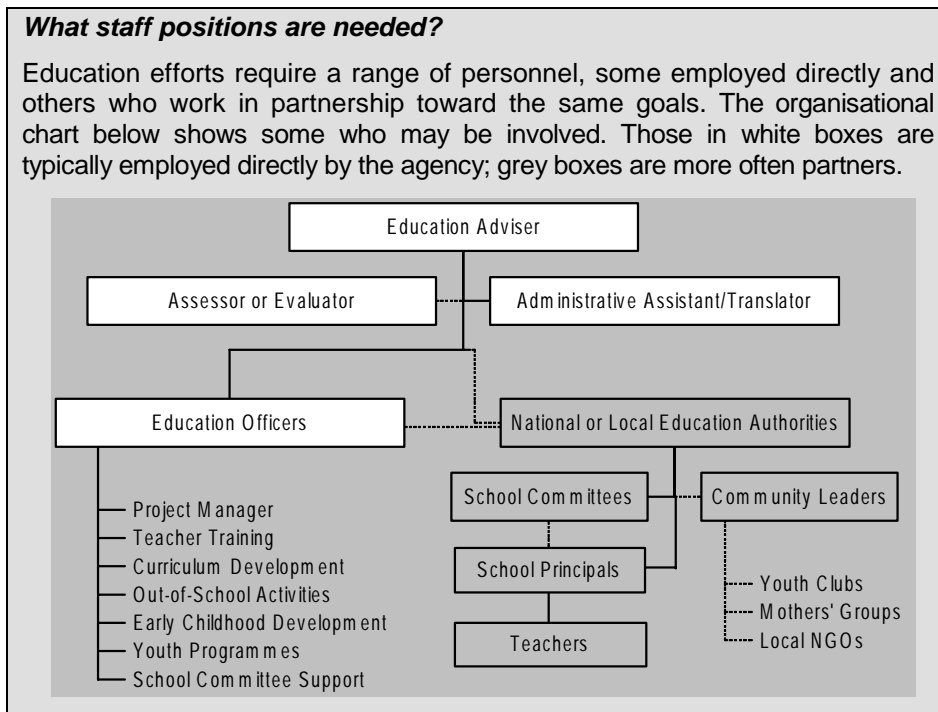 What staff positions are needed?
Education efforts require a range of personnel, some employed directly and
others who work in partnership toward the same goals. The organisational
chart below shows some who may be involved. Those in white boxes are
typically employed directly by the agency; grey boxes are more often partners.
Education Adviser
Assessor or Evaluator
Administrative Assistant/Translator
Education Officers
National or Local Education Authorities
Project Manager
Teacher Training
Curriculum Development
Out-of-School Activities
Early Childhood Development
Youth Programmes
School Committee Support
School Committees
Community Leaders
School Principals
Teachers
Youth Clubs
Mothers' Groups
Local NGOs